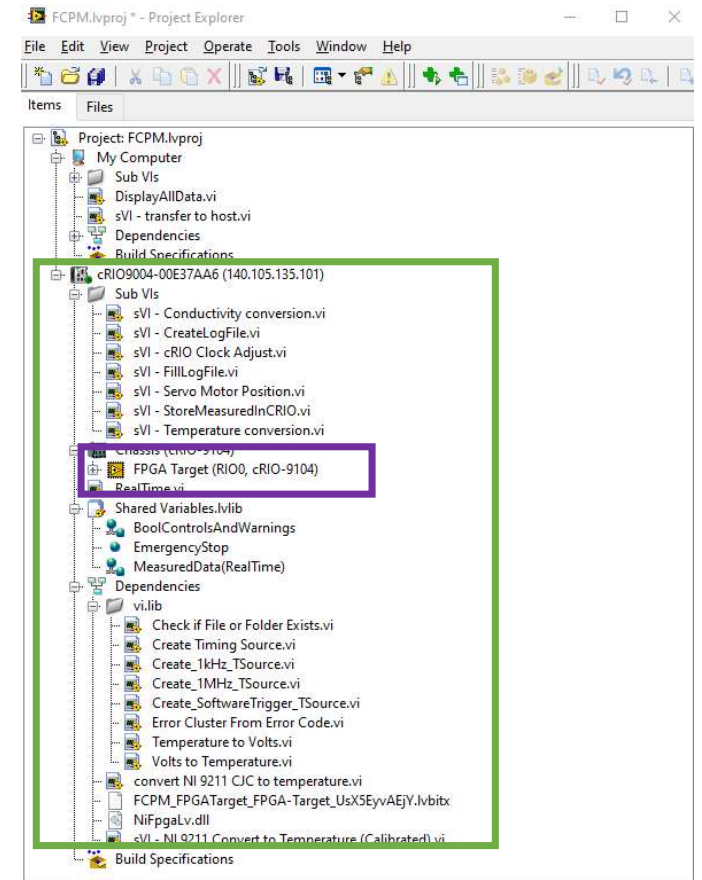 FCPM.lvproj * - Project Explorer
File Edit View Project Operate Tools Window Help
Items Files
Project: FCPM.lvproj
My Computer
Sub VIs
DisplayAllData.vi
sVI - transfer to host.vi
Dependencies
Build Specifications
cRIO9004-00E37AA6 (140.105.135.101)
Sub VIs
sVI - Conductivity conversion.vi
sVI - CreateLogFile.vi
sVI - cRIO Clock Adjust.vi
sVI - FillLogFile.vi
sVI - Servo Motor Position.vi
sVI - StoreMeasuredInCRIO.vi
sVI - Temperature conversion.vi
Chassis (cRIO-9104)
FPGA Target (RIO0, cRIO-9104)
RealTime.vi
Shared Variables.lvlib
BoolControlsAndWarnings
EmergencyStop
MeasuredData(RealTime)
Dependencies
vi.lib
Check if File or Folder Exists.vi
Create Timing Source.vi
Create_1kHz_TSource.vi
Create_1MHz_TSource.vi
Create_SoftwareTrigger_TSource.vi
Error Cluster From Error Code.vi
Temperature to Volts.vi
Volts to Temperature.vi
convert NI 9211 CJC to temperature.vi
FCPM_FPGATarget_FPGA-Target_UsX5EyvAEjY.lvbitx
NiFpgaLv.dll
sVI - NI 9211 Convert to Temperature (Calibrated).vi
Build Specifications